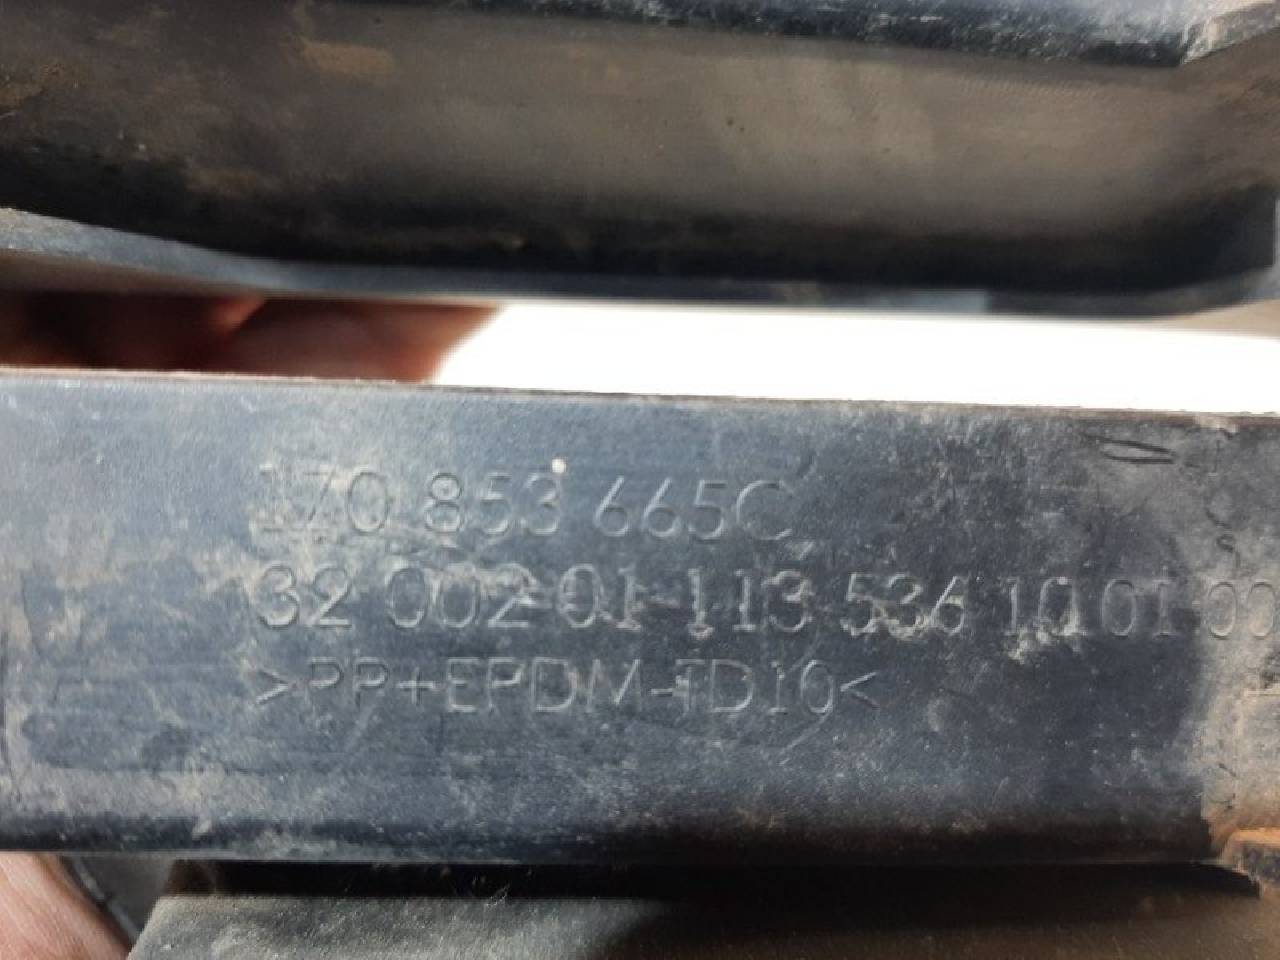 1Z0 853 665C
32 002 01 113 536 10 01 00
>PP+EPDM-TD10<